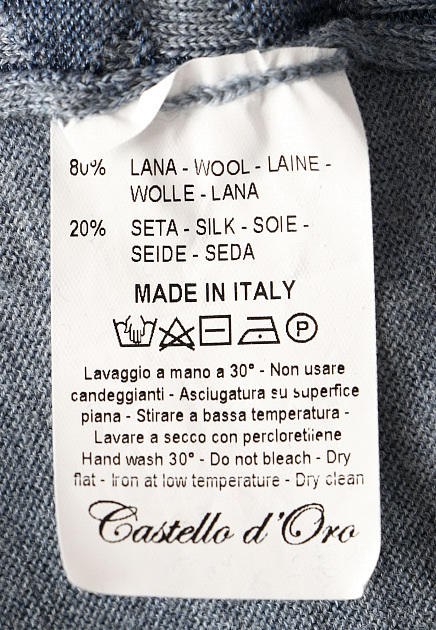 80% LANA - WOOL - LAINE -
WOLLE - LANA
20% SETA - SILK - SOIE -
SEIDE - SEDA
MADE IN ITALY
P
Lavaggio a mano a 30° - Non usare
candeggianti - Asciugatura su superfice
piana - Stirare a bassa temperatura -
Lavare a secco con percloretilene
Hand wash 30° - Do not bleach - Dry
flat - Iron at low temperature - Dry clean
Castello d'Oro